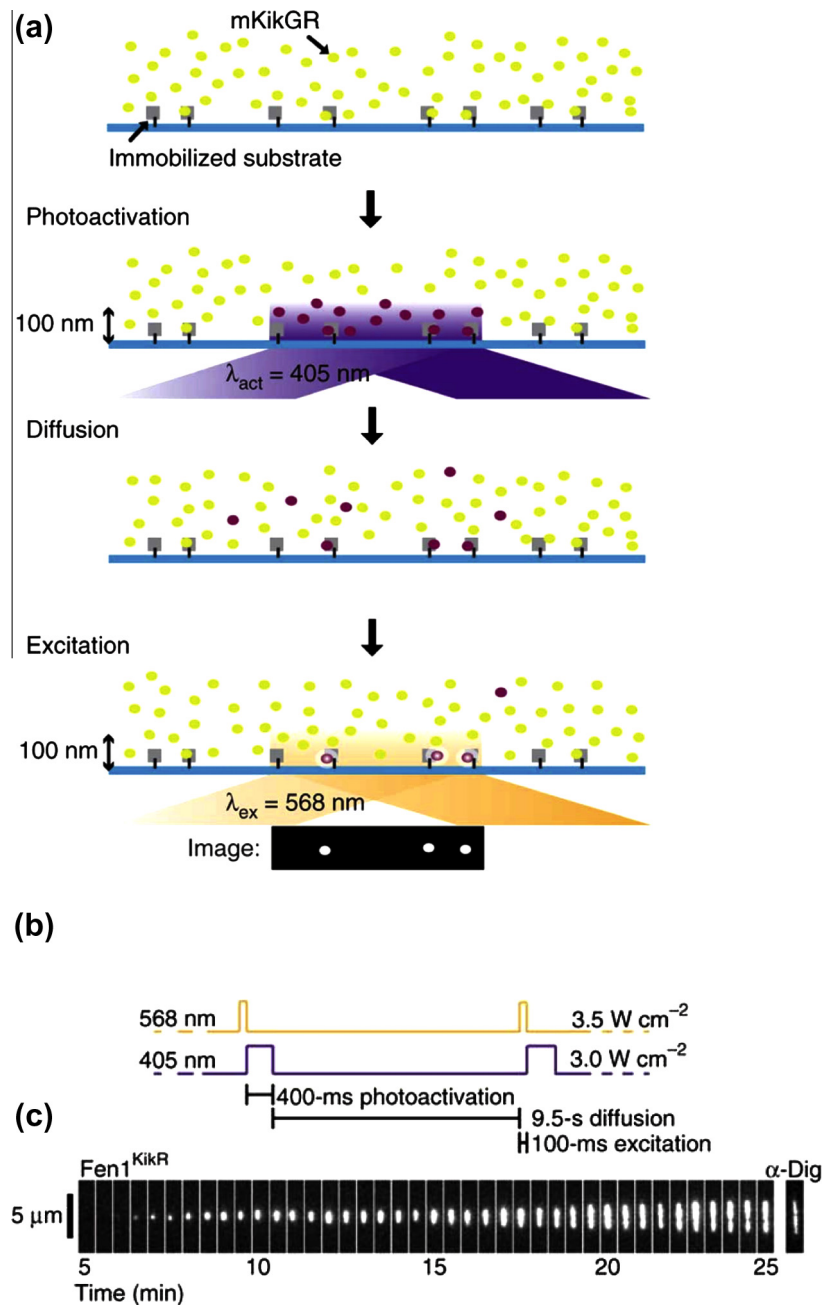 (a)
mKikGR
Immobilized substrate
Photoactivation
100 nm
λact = 405 nm
Diffusion
Excitation
100 nm
λex = 568 nm
Image:
(b)
568 nm 3.5 W cm−2
405 nm 3.0 W cm−2
400-ms photoactivation
9.5-s diffusion
100-ms excitation
(c)
Fen1KikR α-Dig
5 μm
5 10 15 20 25
Time (min)